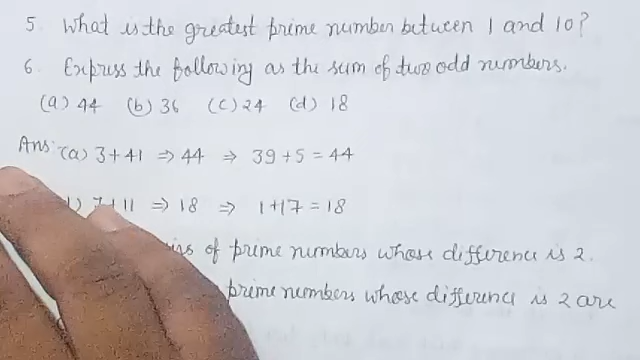 5. What is the greatest prime number between 1 and 10?
6. Express the following as the sum of two odd numbers.
(a) 44 (b) 36 (c) 24 (d) 18
Ans: (a) 3+41 ⇒ 44 ⇒ 39+5 = 44
7+11 ⇒ 18 ⇒ 1+17 = 18
of prime numbers whose difference is 2.
prime numbers whose difference is 2 are